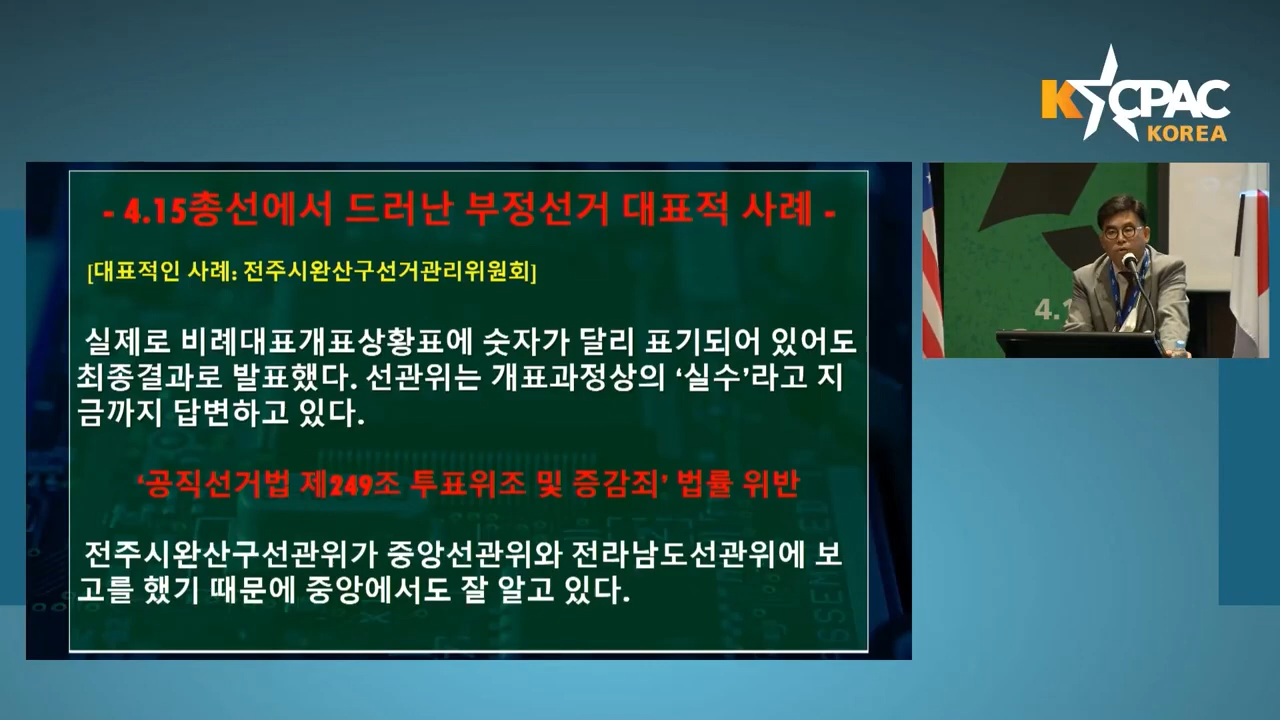 K CPAC
KOREA
- 4.15총선에서 드러난 부정선거 대표적 사례 -
[대표적인 사례: 전주시완산구선거관리위원회]
실제로 비례대표개표상황표에 숫자가 달리 표기되어 있어도
최종결과로 발표했다. 선관위는 개표과정상의 ‘실수’라고 지
금까지 답변하고 있다.
‘공직선거법 제249조 투표위조 및 증감죄’ 법률 위반
전주시완산구선관위가 중앙선관위와 전라남도선관위에 보
고를 했기 때문에 중앙에서도 잘 알고 있다.
4.1